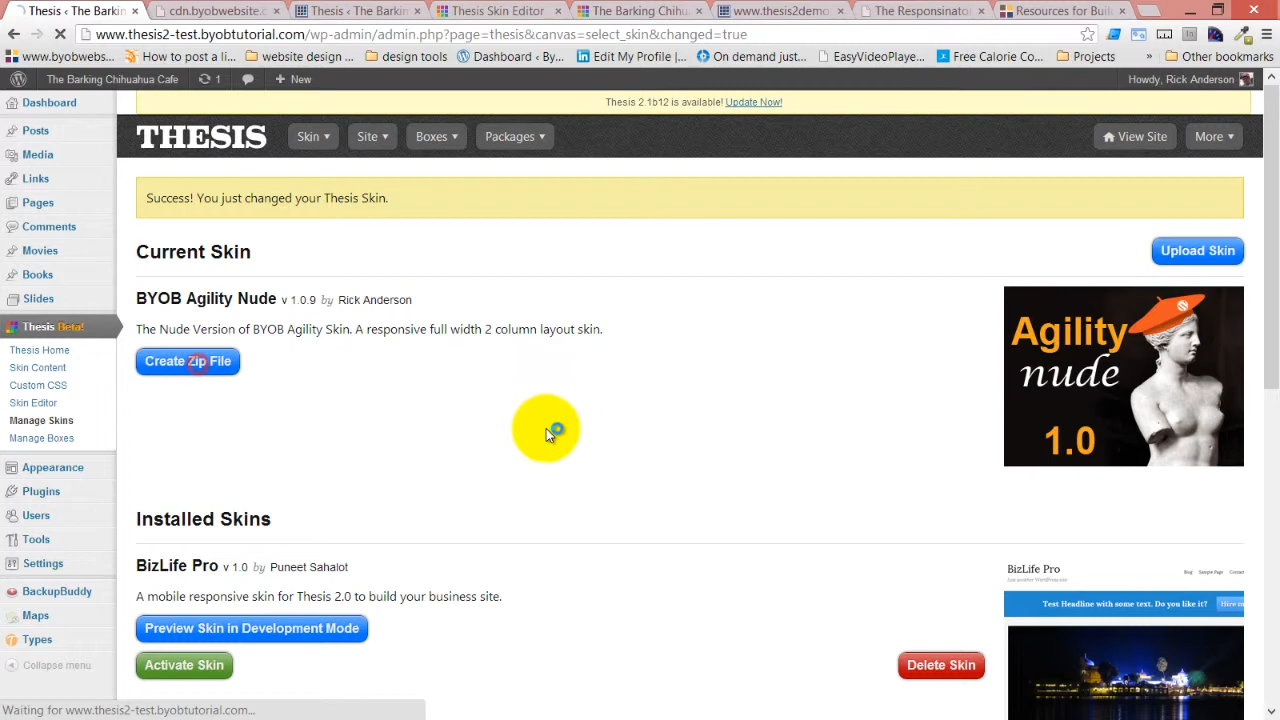 Thesis < The Barkin
cdn.byobwebsite.c
Thesis < The Barkin
Thesis Skin Editor
The Barking Chihu
www.thesis2demo
The Responsinator
Resources for Buil
www.thesis2-test.byobtutorial.com/wp-admin/admin.php?page=thesis&canvas=select_skin&changed=true
www.byobwebs
How to post a li
website design
design tools
Dashboard ‹ By
Edit My Profile |
On demand just
EasyVideoPlaye
Free Calorie Co
Projects
»
Other bookmarks
The Barking Chihuahua Cafe
1
+ New
Howdy, Rick Anderson
Dashboard
Posts
Media
Links
Pages
Comments
Movies
Books
Slides
Thesis Beta!
Thesis Home
Skin Content
Custom CSS
Skin Editor
Manage Skins
Manage Boxes
Appearance
Plugins
Users
Tools
Settings
BackupBuddy
Maps
Types
Collapse menu
Thesis 2.1b12 is available! Update Now!
THESIS
Skin ▾
Site ▾
Boxes ▾
Packages ▾
View Site
More ▾
Success! You just changed your Thesis Skin.
Current Skin
Upload Skin
BYOB Agility Nude v 1.0.9 by Rick Anderson
The Nude Version of BYOB Agility Skin. A responsive full width 2 column layout skin.
Create Zip File
Agility
nude
1.0
Installed Skins
BizLife Pro v 1.0 by Puneet Sahalot
A mobile responsive skin for Thesis 2.0 to build your business site.
Preview Skin in Development Mode
Activate Skin
Delete Skin
BizLife Pro
Just another WordPress site
Blog
Sample Page
Contact
Test Headline with some text. Do you like it?
Hire
Waiting for www.thesis2-test.byobtutorial.com...